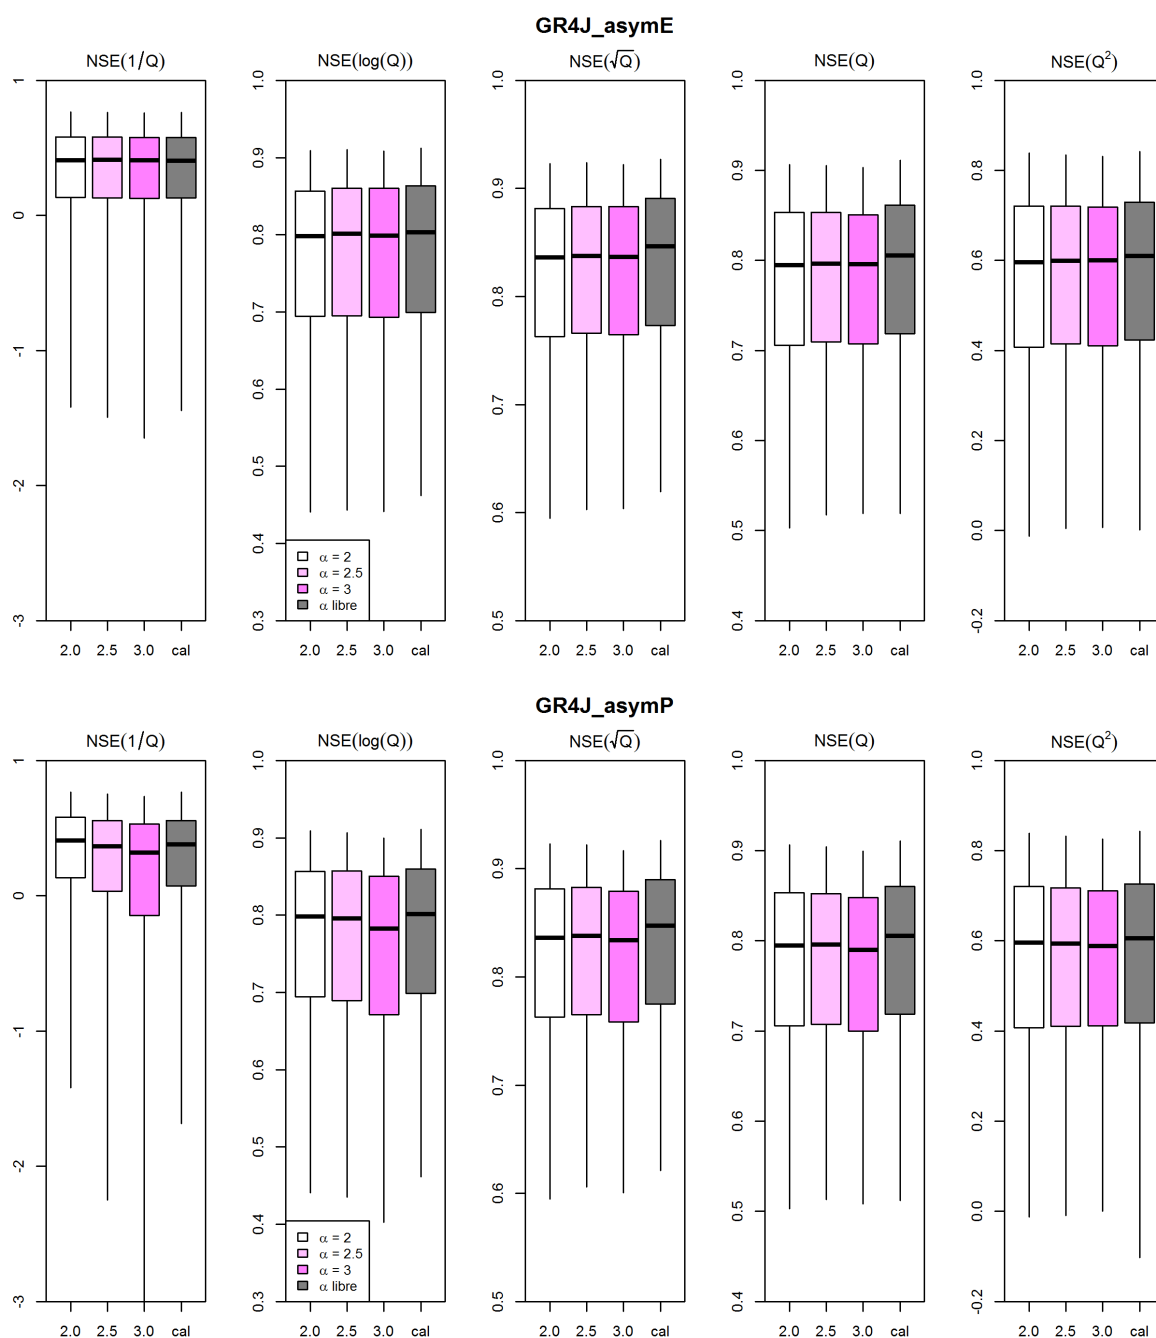 GR4J_asymE
NSE(1/Q)
NSE(log(Q))
NSE(√Q)
NSE(Q)
NSE(Q²)
1
0
-1
-2
-3
2.0 2.5 3.0 cal
1.0
0.9
0.8
0.7
0.6
0.5
0.4
0.3
α = 2
α = 2.5
α = 3
α libre
2.0 2.5 3.0 cal
1.0
0.9
0.8
0.7
0.6
0.5
2.0 2.5 3.0 cal
1.0
0.9
0.8
0.7
0.6
0.5
0.4
2.0 2.5 3.0 cal
1.0
0.8
0.6
0.4
0.2
0.0
-0.2
2.0 2.5 3.0 cal
GR4J_asymP
NSE(1/Q)
NSE(log(Q))
NSE(√Q)
NSE(Q)
NSE(Q²)
1
0
-1
-2
-3
2.0 2.5 3.0 cal
1.0
0.9
0.8
0.7
0.6
0.5
0.4
0.3
α = 2
α = 2.5
α = 3
α libre
2.0 2.5 3.0 cal
1.0
0.9
0.8
0.7
0.6
0.5
2.0 2.5 3.0 cal
1.0
0.9
0.8
0.7
0.6
0.5
0.4
2.0 2.5 3.0 cal
1.0
0.8
0.6
0.4
0.2
0.0
-0.2
2.0 2.5 3.0 cal